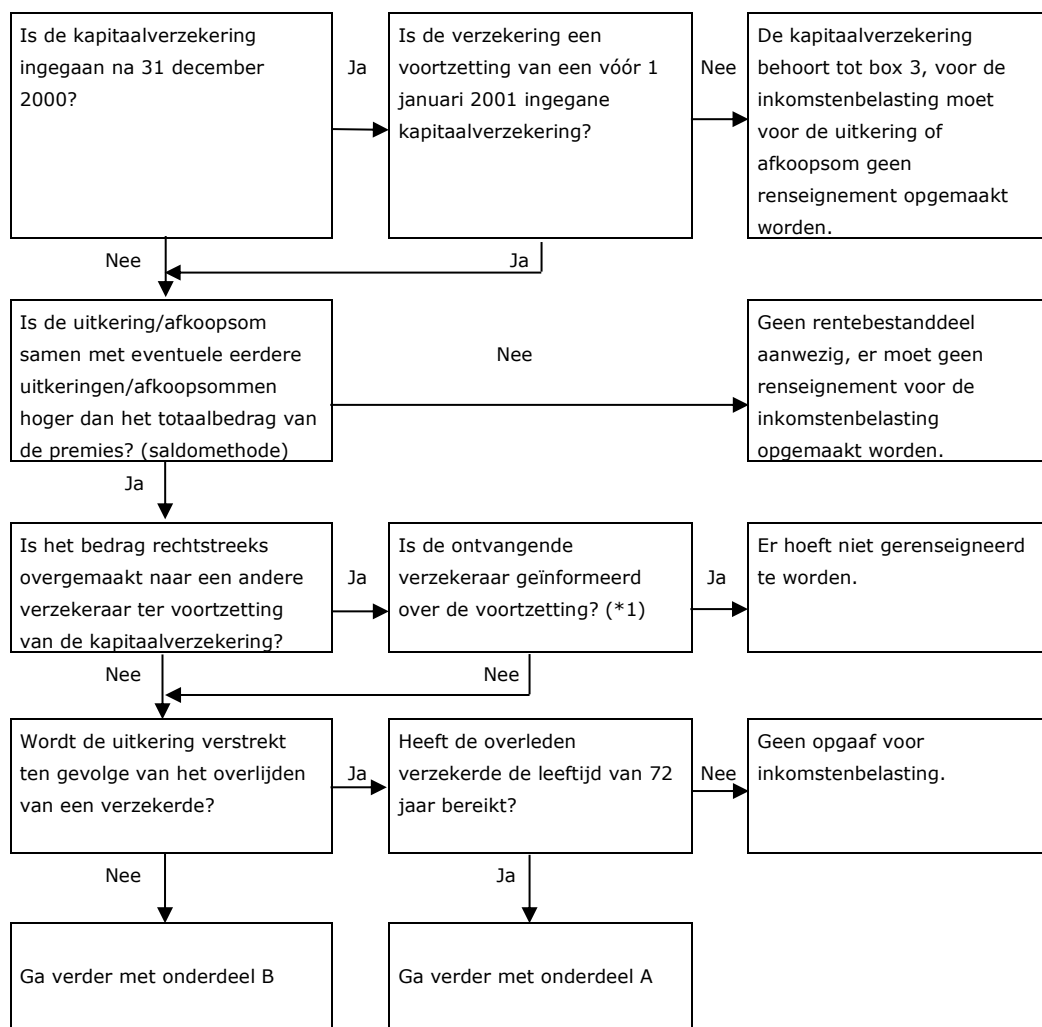 Is de kapitaalverzekering
ingegaan na 31 december
2000?
Ja
Is de verzekering een
voortzetting van een vóór 1
januari 2001 ingegane
kapitaalverzekering?
Nee
De kapitaalverzekering
behoort tot box 3, voor de
inkomstenbelasting moet
voor de uitkering of
afkoopsom geen
renseignement opgemaakt
worden.
Nee
Ja
Is de uitkering/afkoopsom
samen met eventuele eerdere
uitkeringen/afkoopsommen
hoger dan het totaalbedrag van
de premies? (saldomethode)
Nee
Geen rentebestanddeel
aanwezig, er moet geen
renseignement voor de
inkomstenbelasting
opgemaakt worden.
Ja
Is het bedrag rechtstreeks
overgemaakt naar een andere
verzekeraar ter voortzetting
van de kapitaalverzekering?
Ja
Is de ontvangende
verzekeraar geïnformeerd
over de voortzetting? (*1)
Ja
Er hoeft niet gerenseigneerd
te worden.
Nee
Nee
Wordt de uitkering verstrekt
ten gevolge van het overlijden
van een verzekerde?
Ja
Heeft de overleden
verzekerde de leeftijd van 72
jaar bereikt?
Nee
Geen opgaaf voor
inkomstenbelasting.
Nee
Ja
Ga verder met onderdeel B
Ga verder met onderdeel A